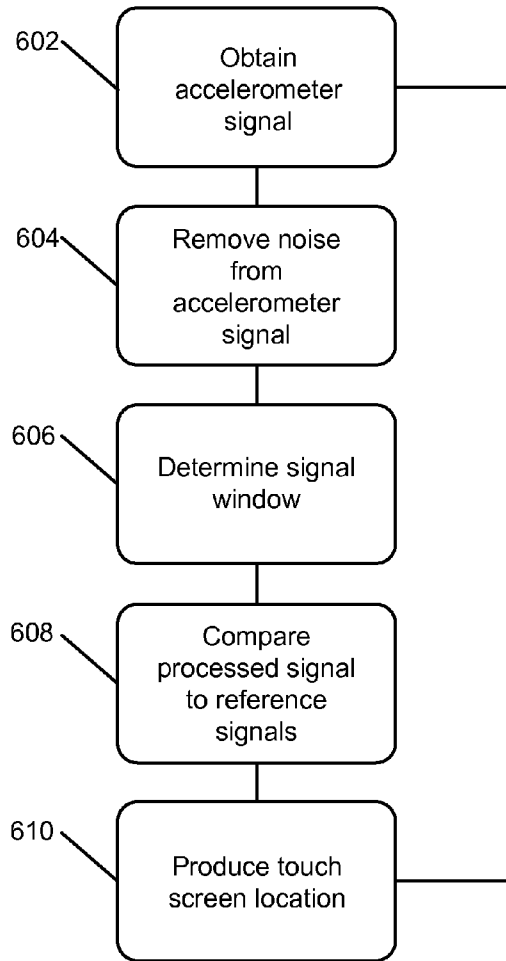 602
Obtain
accelerometer
signal
604
Remove noise
from
accelerometer
signal
606
Determine signal
window
608
Compare
processed signal
to reference
signals
610
Produce touch
screen location